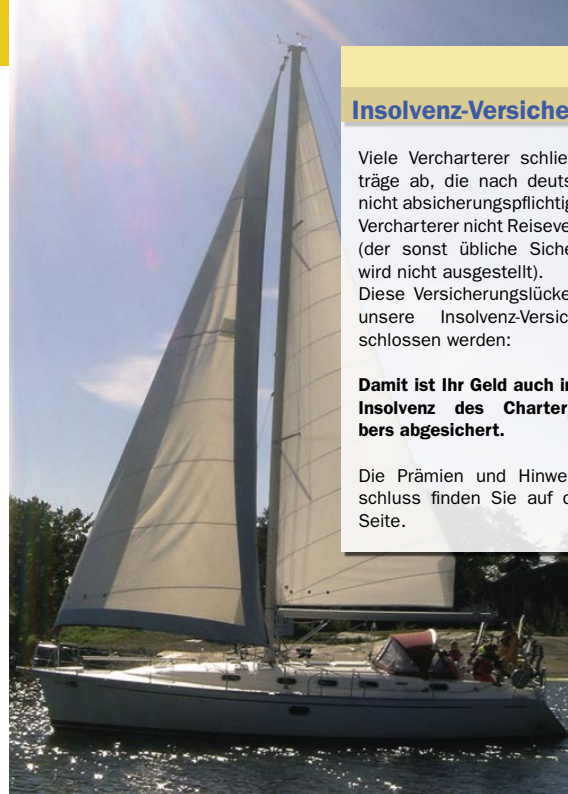 Insolvenz-Versiche
Viele Vercharterer schlie
träge ab, die nach deuts
nicht absicherungspflichtig
Vercharterer nicht Reiseve
(der sonst übliche Siche
wird nicht ausgestellt).
Diese Versicherungslücke
unsere Insolvenz-Versic
schlossen werden:
Damit ist Ihr Geld auch in
Insolvenz des Charter
bers abgesichert.
Die Prämien und Hinwe
schluss finden Sie auf d
Seite.